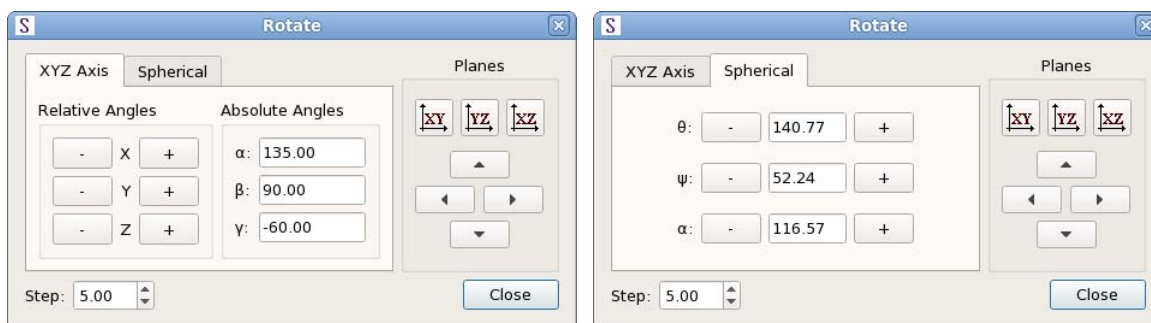 S Rotate
XYZ Axis Spherical
Relative Angles Absolute Angles
- X + α: 135.00
- Y + β: 90.00
- Z + γ: -60.00
Planes
XY YZ XZ
Step: 5.00 Close
S Rotate
XYZ Axis Spherical
θ: - 140.77 +
ψ: - 52.24 +
α: - 116.57 +
Planes
XY YZ XZ
Step: 5.00 Close